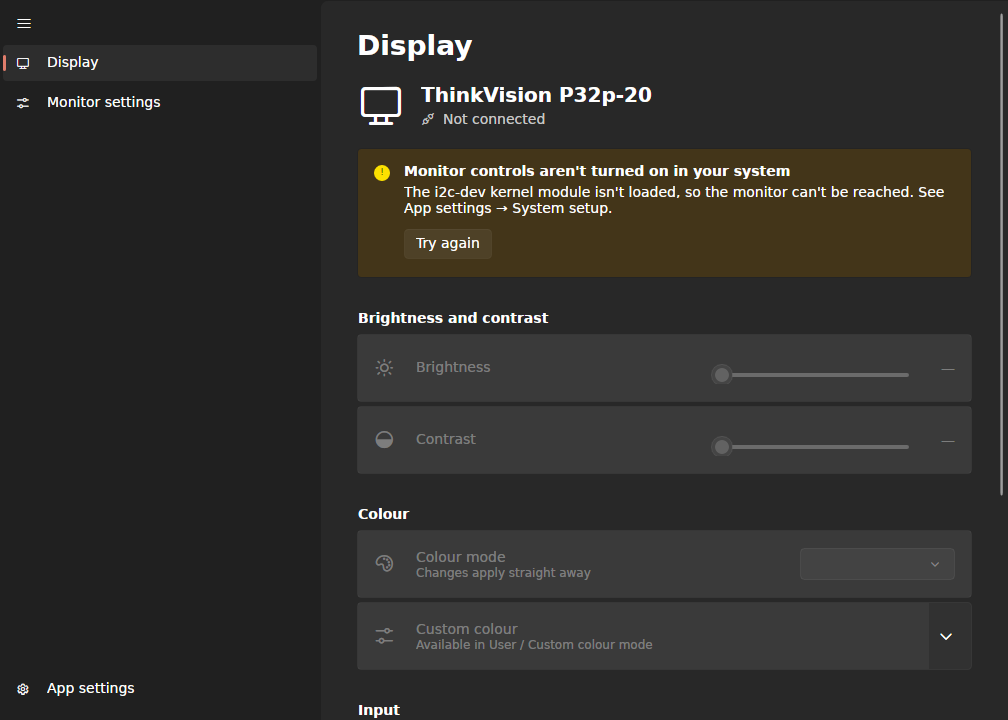 Display
Monitor settings
App settings
Display
ThinkVision P32p-20
Not connected
Monitor controls aren't turned on in your system
The i2c-dev kernel module isn't loaded, so the monitor can't be reached. See
App settings → System setup.
Try again
Brightness and contrast
Brightness
—
Contrast
—
Colour
Colour mode
Changes apply straight away
Custom colour
Available in User / Custom colour mode
Input